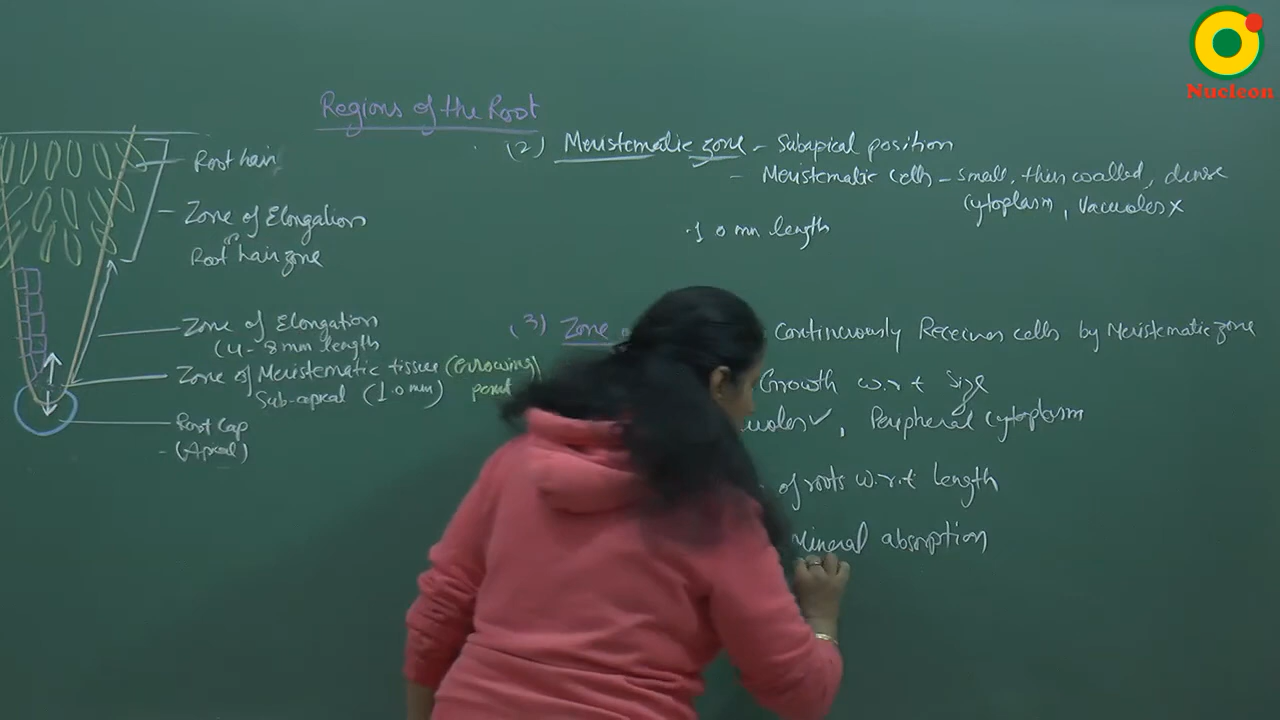 Nucleon
Regions of the Root
Root hair
Zone of Elongation
or
Root hair zone
Zone of Elongation
(4-8 mm length
Zone of Meristematic tissue (Growing
Sub-apical (1.0 mm) point
Root Cap
(Apical)
(2) Meristematic zone - Subapical position
- Meristematic cells - small, thin walled, dense
cytoplasm, vacuoles x
1.0 mm length
(3) Zone
Continuously Receives cells by Meristematic zone
Growth w.r.t size
✓, Peripheral cytoplasm
of roots w.r.t length
Mineral absorption